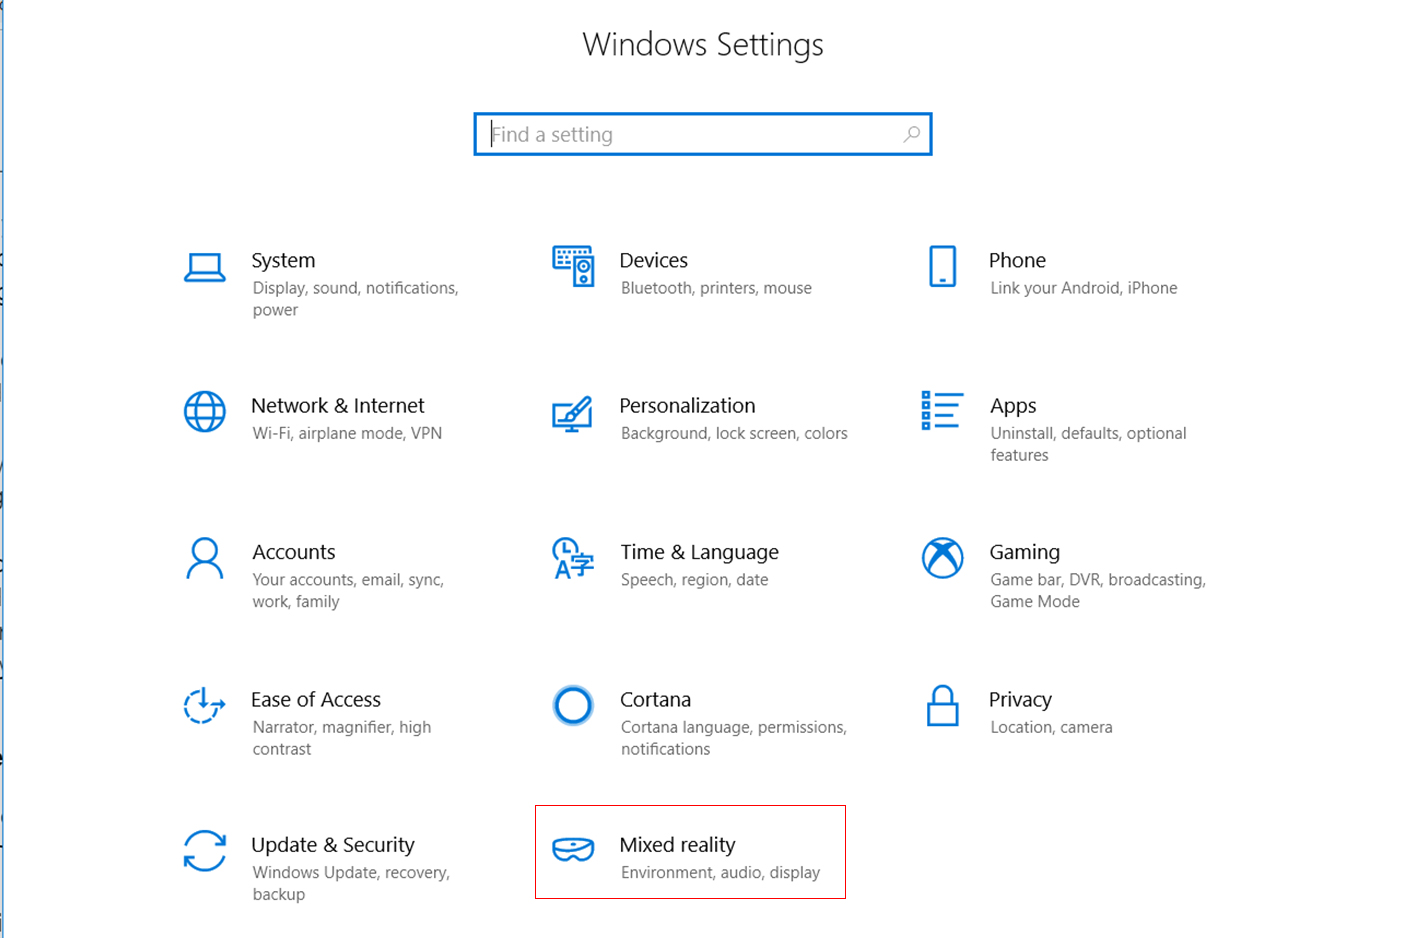 Windows Settings
Find a setting
System
Display, sound, notifications,
power
Devices
Bluetooth, printers, mouse
Phone
Link your Android, iPhone
Network & Internet
Wi-Fi, airplane mode, VPN
Personalization
Background, lock screen, colors
Apps
Uninstall, defaults, optional
features
Accounts
Your accounts, email, sync,
work, family
Time & Language
Speech, region, date
Gaming
Game bar, DVR, broadcasting,
Game Mode
Ease of Access
Narrator, magnifier, high
contrast
Cortana
Cortana language, permissions,
notifications
Privacy
Location, camera
Update & Security
Windows Update, recovery,
backup
Mixed reality
Environment, audio, display